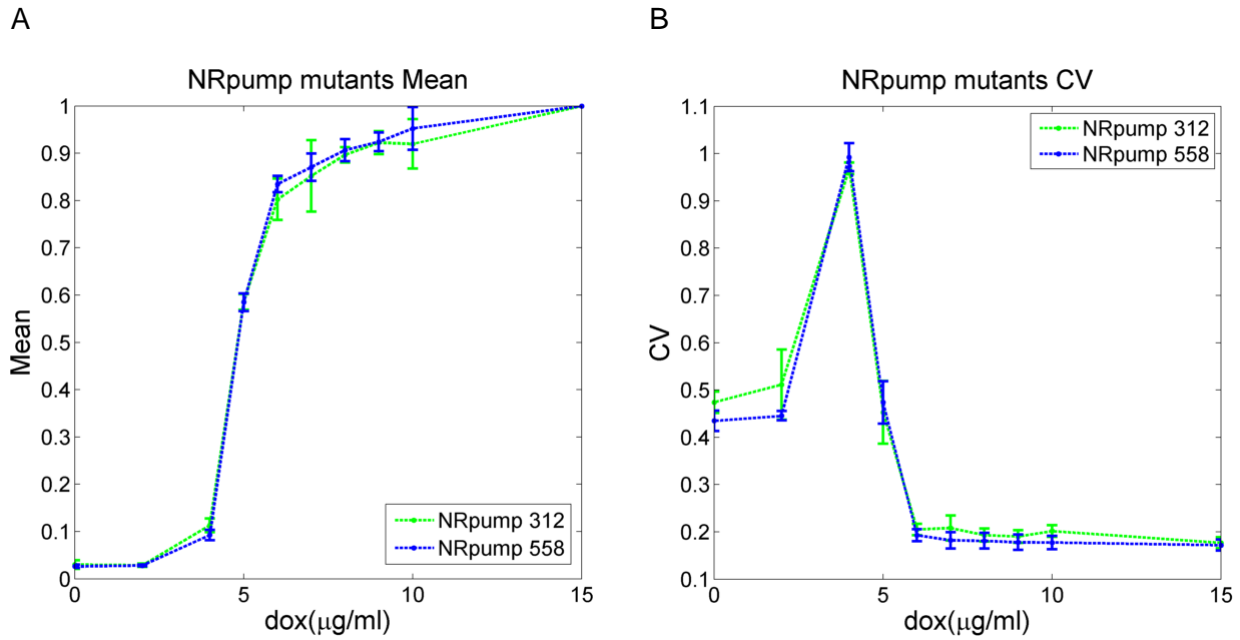 A
B
NRpump mutants Mean
NRpump mutants CV
1
0.9
0.8
0.7
0.6
0.5
0.4
0.3
0.2
0.1
0
Mean
0
5
10
15
dox(μg/ml)
NRpump 312
NRpump 558
1.1
1
0.9
0.8
0.7
0.6
0.5
0.4
0.3
0.2
0.1
CV
0
5
10
15
dox(μg/ml)
NRpump 312
NRpump 558